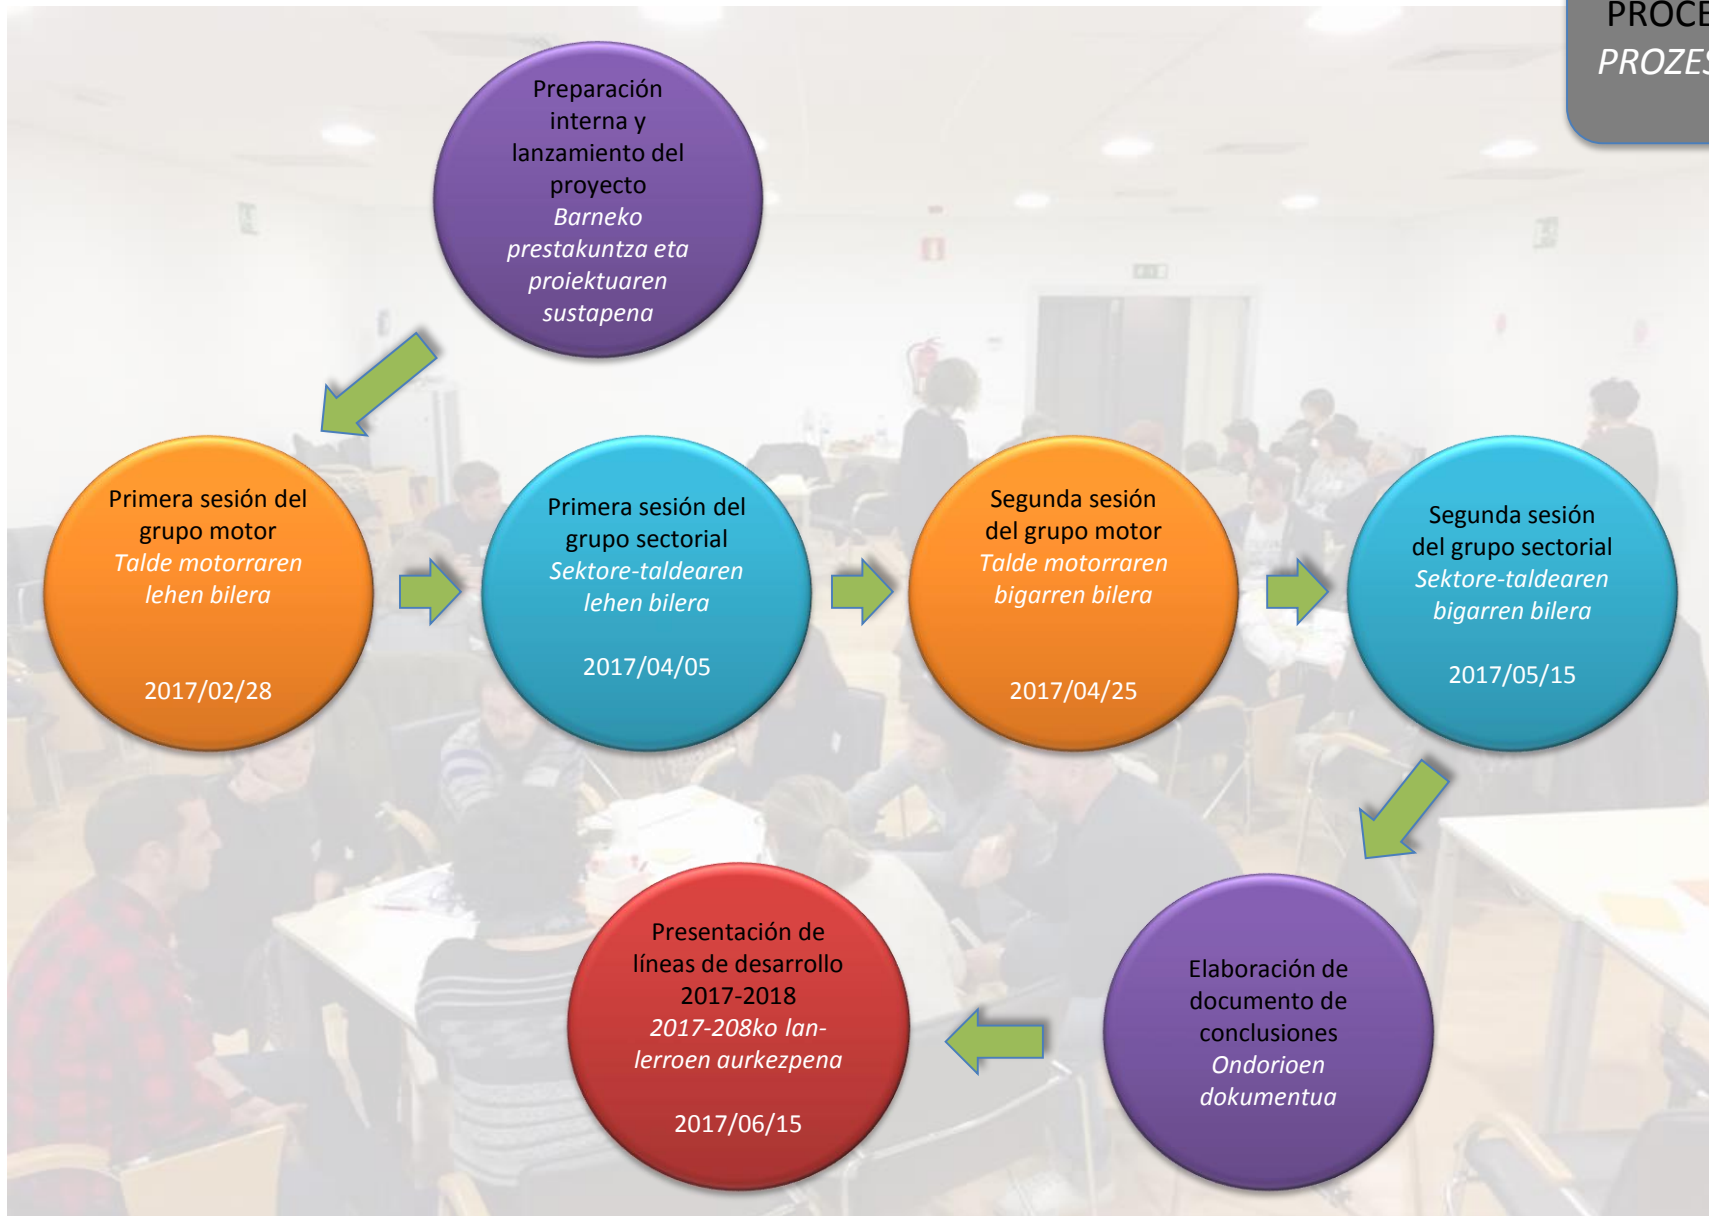 PROCE
PROZES
Preparación
interna y
lanzamiento del
proyecto
Barneko
prestakuntza eta
proiektuaren
sustapena
Primera sesión del
grupo motor
Talde motorraren
lehen bilera
2017/02/28
Primera sesión del
grupo sectorial
Sektore-taldearen
lehen bilera
2017/04/05
Segunda sesión
del grupo motor
Talde motorraren
bigarren bilera
2017/04/25
Segunda sesión
del grupo sectorial
Sektore-taldearen
bigarren bilera
2017/05/15
Presentación de
líneas de desarrollo
2017-2018
2017-208ko lan-
lerroen aurkezpena
2017/06/15
Elaboración de
documento de
conclusiones
Ondorioen
dokumentua